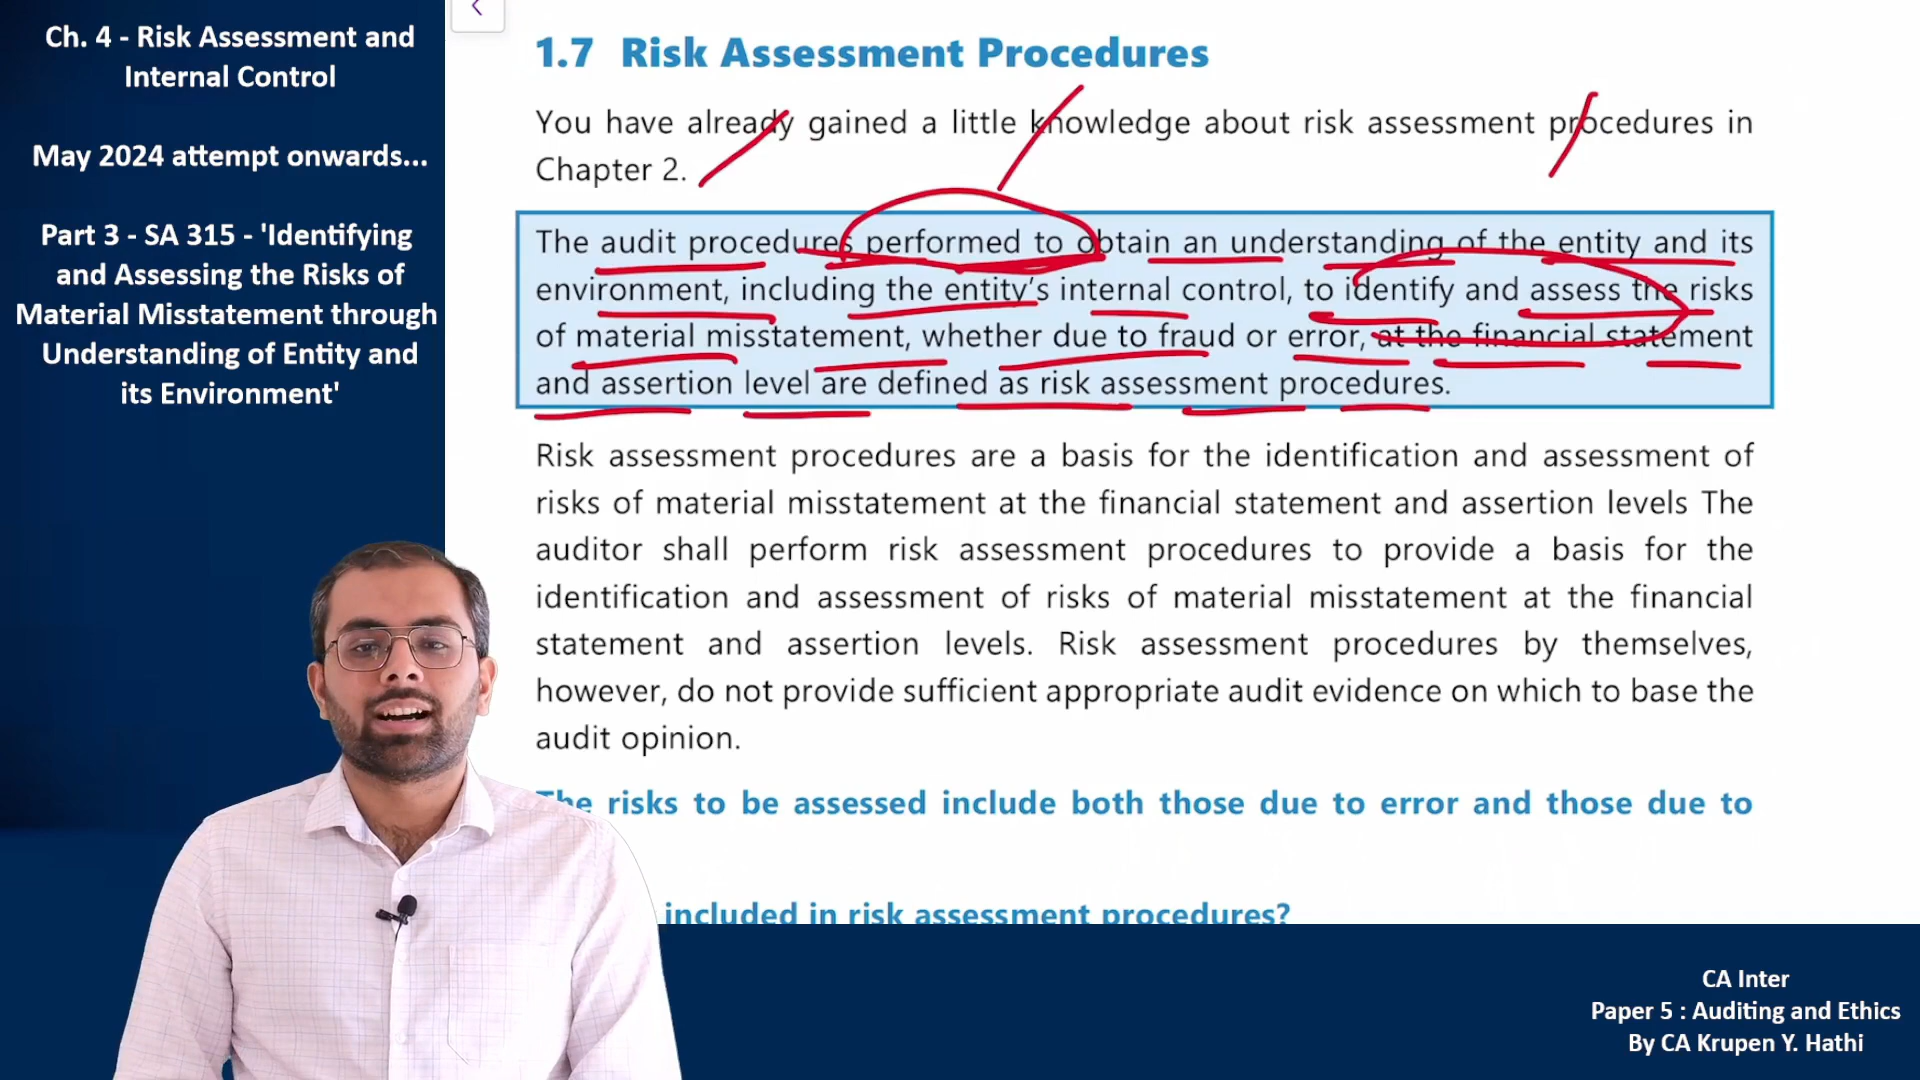 Ch. 4 - Risk Assessment and
Internal Control
May 2024 attempt onwards...
Part 3 - SA 315 - 'Identifying
and Assessing the Risks of
Material Misstatement through
Understanding of Entity and
its Environment'
1.7 Risk Assessment Procedures
You have already gained a little knowledge about risk assessment procedures in
Chapter 2.
The audit procedures performed to obtain an understanding of the entity and its
environment, including the entity's internal control, to identify and assess the risks
of material misstatement, whether due to fraud or error, at the financial statement
and assertion level are defined as risk assessment procedures.
Risk assessment procedures are a basis for the identification and assessment of
risks of material misstatement at the financial statement and assertion levels The
auditor shall perform risk assessment procedures to provide a basis for the
identification and assessment of risks of material misstatement at the financial
statement and assertion levels. Risk assessment procedures by themselves,
however, do not provide sufficient appropriate audit evidence on which to base the
audit opinion.
The risks to be assessed include both those due to error and those due to
included in risk assessment procedures?
CA Inter
Paper 5 : Auditing and Ethics
By CA Krupen Y. Hathi